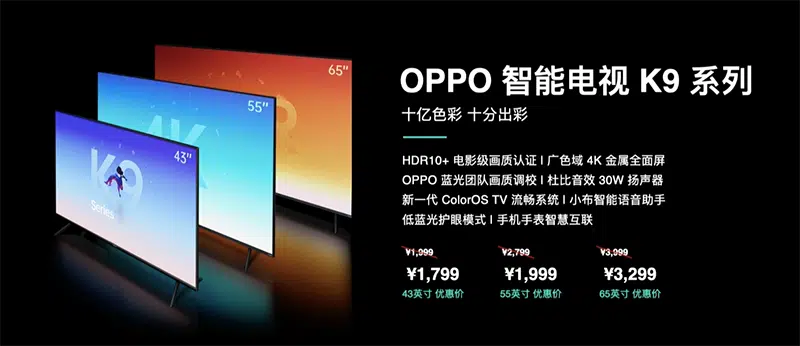 65"
55"
4K
43"
K9
Series
OPPO 智能电视 K9 系列
十亿色彩 十分出彩
HDR10+ 电影级画质认证 | 广色域 4K 金属全面屏
OPPO 蓝光团队画质调校 | 杜比音效 30W 扬声器
新一代 ColorOS TV 流畅系统 | 小布智能语音助手
低蓝光护眼模式 | 手机手表智慧互联
¥1,999 ¥2,799 ¥3,999
¥1,799 ¥1,999 ¥3,299
43英寸 优惠价 55英寸 优惠价 65英寸 优惠价